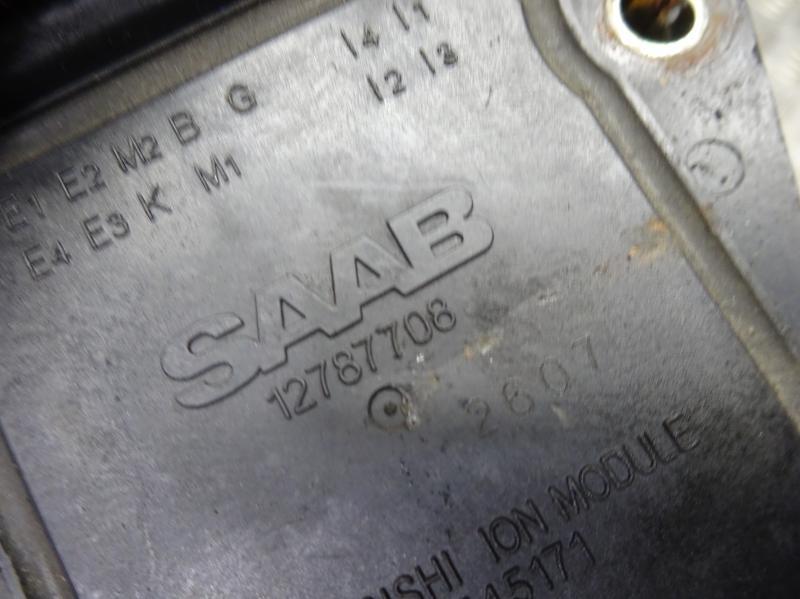 I4 I1
I2 I3
E1 E2 M2 B G
E4 E3 K M1
SAAB
12787708
2607
ION MODULE